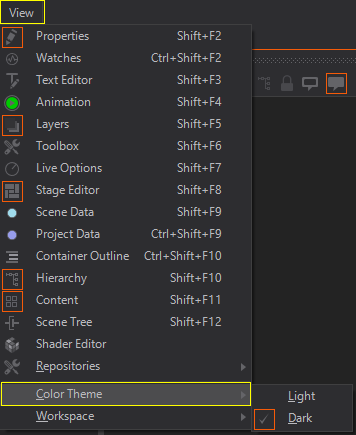 View
Properties Shift+F2
Watches Ctrl+Shift+F2
Text Editor Shift+F3
Animation Shift+F4
Layers Shift+F5
Toolbox Shift+F6
Live Options Shift+F7
Stage Editor Shift+F8
Scene Data Shift+F9
Project Data Ctrl+Shift+F9
Container Outline Ctrl+Shift+F10
Hierarchy Shift+F10
Content Shift+F11
Scene Tree Shift+F12
Shader Editor
Repositories
Color Theme
Light
Workspace
Dark